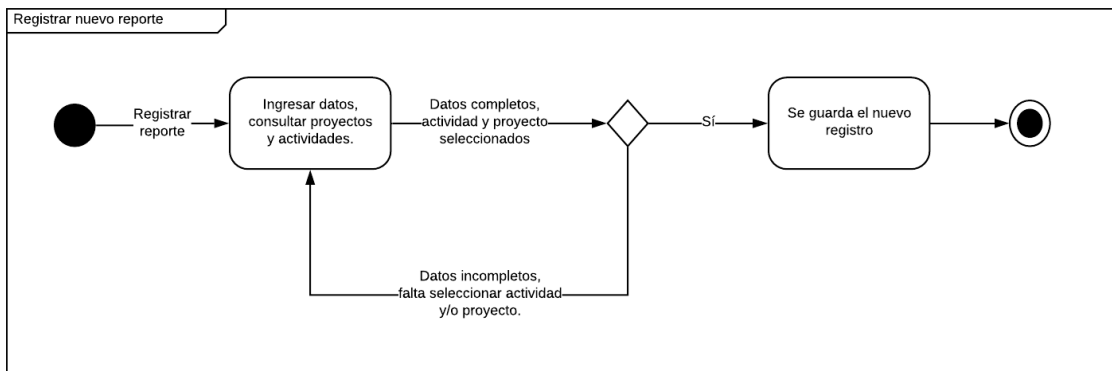 Registrar nuevo reporte
Registrar
reporte
Ingresar datos,
consultar proyectos
y actividades.
Datos completos,
actividad y proyecto
seleccionados
Sí
Se guarda el nuevo
registro
Datos incompletos,
falta seleccionar actividad
y/o proyecto.